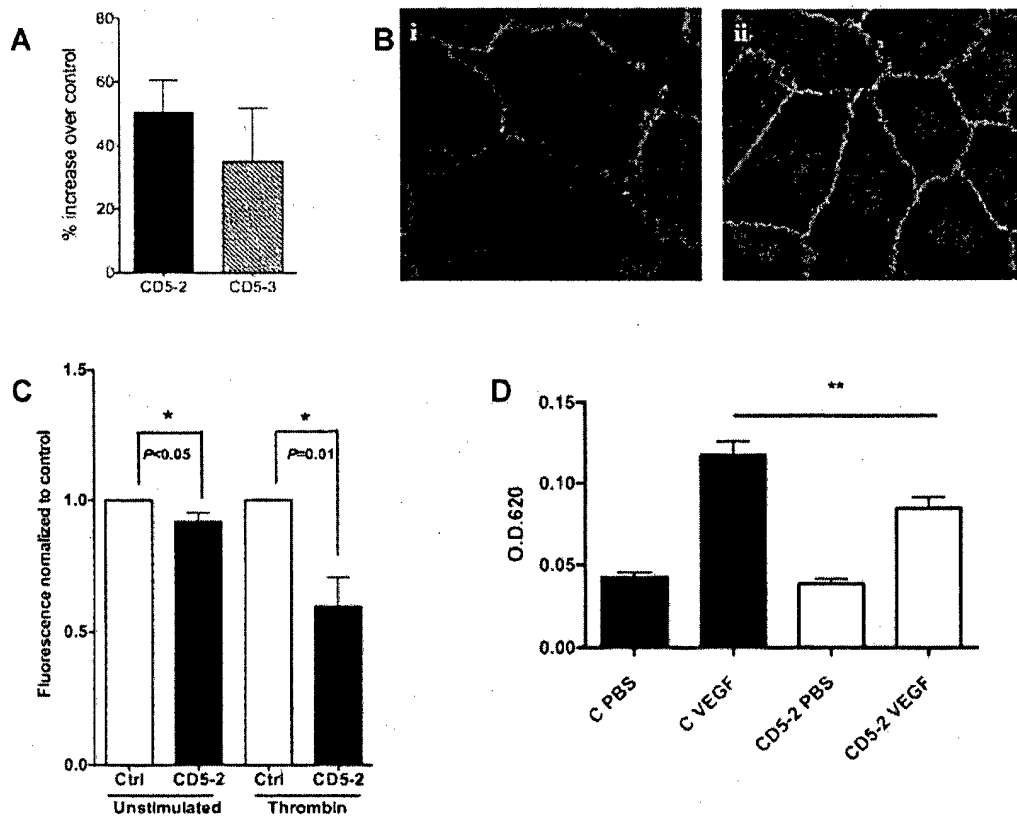 A
% increase over control
80
60
40
20
0
CD5-2 CD5-3
B
i
ii
C
Fluorescence normalized to control
1.5
1.0
0.5
0.0
*
P<0.05
*
P=0.01
Ctrl CD5-2 Ctrl CD5-2
Unstimulated Thrombin
D
O.D.620
0.15
0.10
0.05
0.00
**
C PBS
C VEGF
CD5-2 PBS
CD5-2 VEGF